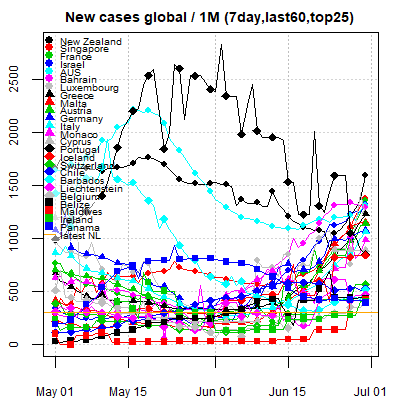 New cases global / 1M (7day,last60,top25)
New Zealand
Singapore
France
Israel
AUS
Bahrain
Luxembourg
Greece
Malta
Austria
Germany
Italy
Monaco
Cyprus
Portugal
Iceland
Switzerland
Chile
Barbados
Liechtenstein
Belgium
Belize
Maldives
Ireland
Panama
latest NL
0
500
1000
1500
2000
2500
May 01
May 15
Jun 01
Jun 15
Jul 01